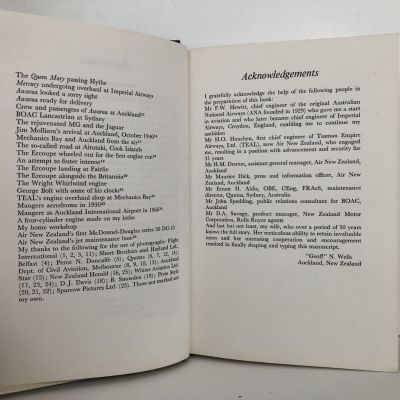 The Queen Mary passing Hythe
Mercury undergoing overhaul at Imperial Airways
Awarua looked a sorry sight
Awarua ready for delivery
Crew and passengers of Awarua at Auckland
BOAC Lancastrian at Sydney
The rejuvenated MG and the Jaguar
Jim Mollison's arrival at Auckland, October 1946
Mechanics Bay and Auckland from the air
The so-called road at Aitutaki, Cook Islands
The Ercoupe wheeled out for the first engine run
An attempt to foster interest
The Ercoupe landing at Fairlie
The Ercoupe alongside the Britannia
The Wright Whirlwind engine
George Bolt with some of his clocks
TEAL's engine overhaul shop at Mechanics Bay
Mangere aerodrome in 1930
Mangere as Auckland International Airport in 1966
A four-cylinder engine made on my lathe
My home workshop
Air New Zealand's first McDonnel-Douglas series 30 DC-10
Air New Zealand's jet maintenance base
My thanks to the following for the use of photographs: Flight
International (1, 2, 3, 11); Short Bruthers and Harland Ltd.,
Belfast (4); Perce N. Duncalfe (5); Qantas (6, 7, 12, 16)
Dept. of Civil Aviation, Melbourne (8, 9, 10, 13); Auckland
Star (15); New Zealand Herald (16, 25); Whites Aviation Ltd.
(17, 23, 24); D. J. Davis (18); B. Snowden (19); Press Style
(20, 21, 22); Sparrow Pictures Ltd. (25). Those not marked are
my own.
Acknowledgements
I gratefully acknowledge the help of the following people in
the preparation of this book:
Mr F.W. Hewitt, chief engineer of the original Australian
National Airways (ANA founded in 1929) who gave me a start
in aviation and who later became chief engineer of Imperial
Airways, Croydon, England, enabling me to continue my
ambition
Mr H.O. Houchen, first chief engineer of Tasman Empire
Airways, Ltd. (TEAL), now Air New Zealand, who engaged
me, resulting in a position with advancement and security for
31 years
Mr H.M. Dexton, assistant general manager, Air New Zealand,
Auckland
Mr Maurice Dick, press and information officer, Air New
Zealand, Auckland
Mr Ernest H. Aldis, OBE, CEng, FRAeS, maintenance
director, Qantas, Sydney, Australia
Mr John Spedding, public relations consultant for BOAC,
Auckland
Mr D.A. Savage, product manager, New Zealand Motor
Corporation, Rolls Royce agents
And last but not least, my wife, who over a period of 30 years
knows the full story. Her meticulous ability to retain invaluable
notes and her unceasing cooperation and encouragement
resulted in finally shaping and typing this manuscript.
"Geoff" N. Wells
Auckland, New Zealand